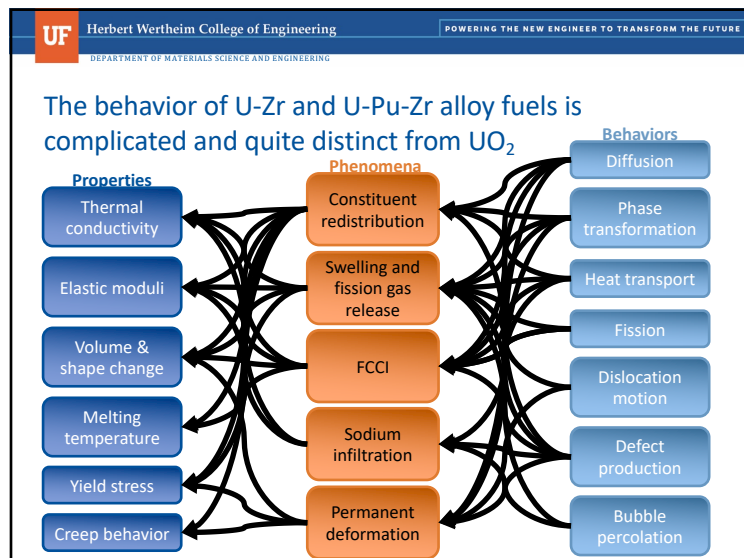 UF
Herbert Wertheim College of Engineering
POWERING THE NEW ENGINEER TO TRANSFORM THE FUTURE
DEPARTMENT OF MATERIALS SCIENCE AND ENGINEERING
The behavior of U-Zr and U-Pu-Zr alloy fuels is
complicated and quite distinct from UO₂
Properties
Thermal
conductivity
Elastic moduli
Volume &
shape change
Melting
temperature
Yield stress
Creep behavior
Phenomena
Constituent
redistribution
Swelling and
fission gas
release
FCCI
Sodium
infiltration
Permanent
deformation
Behaviors
Diffusion
Phase
transformation
Heat transport
Fission
Dislocation
motion
Defect
production
Bubble
percolation